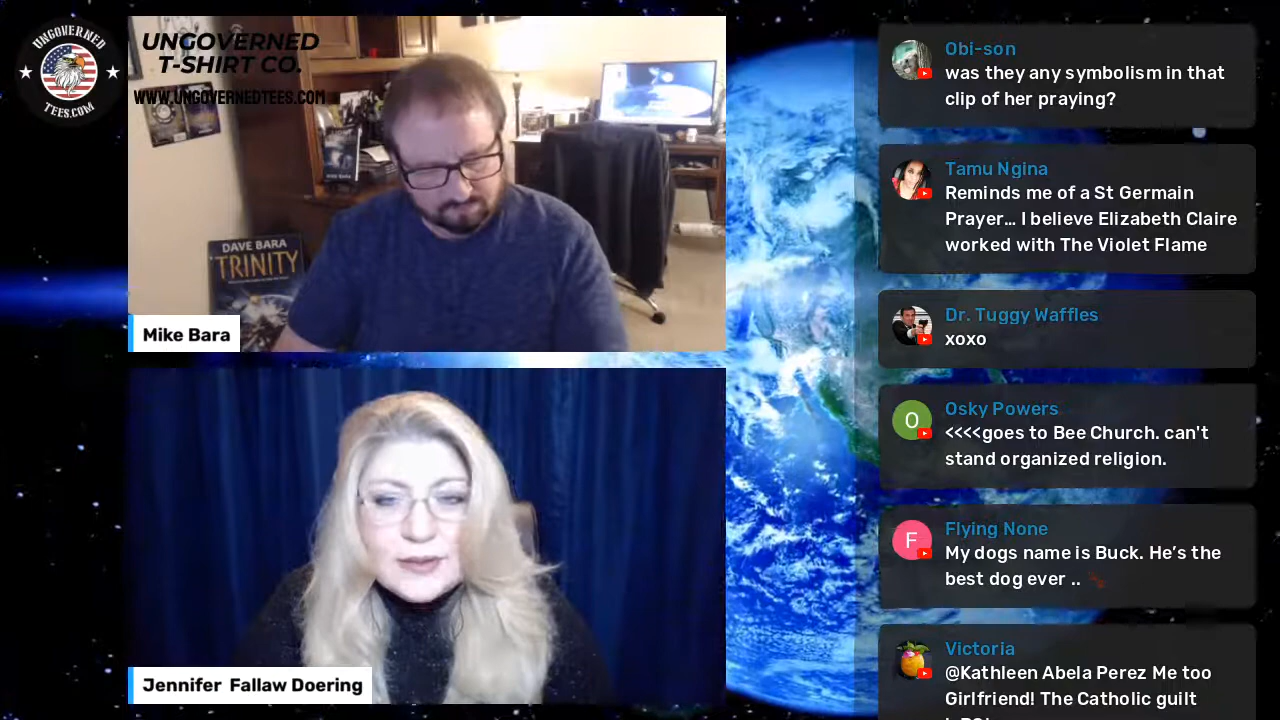 UNGOVERNED
TEES.COM
UNGOVERNED
T-SHIRT CO.
WWW.UNGOVERNEDTEES.COM
DAVE BARA
TRINITY
Mike Bara
Jennifer Fallaw Doering
Obi-son
was they any symbolism in that
clip of her praying?
Tamu Ngina
Reminds me of a St Germain
Prayer... I believe Elizabeth Claire
worked with The Violet Flame
Dr. Tuggy Waffles
xoxo
O
Osky Powers
<<<<goes to Bee Church. can't
stand organized religion.
F
Flying None
My dogs name is Buck. He's the
best dog ever ..
Victoria
@Kathleen Abela Perez Me too
Girlfriend! The Catholic guilt